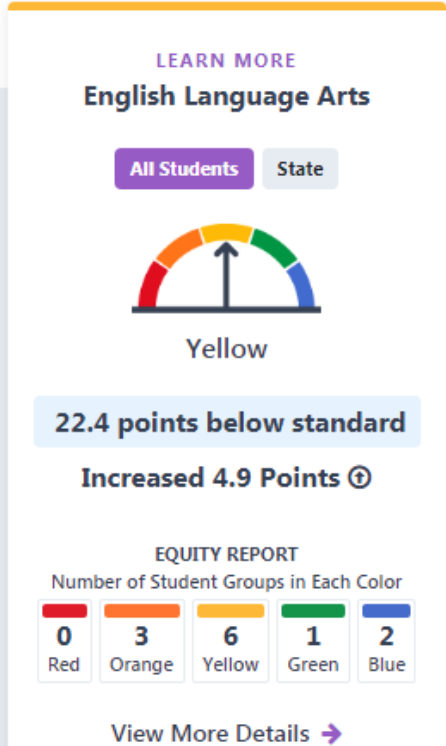 LEARN MORE
English Language Arts
All Students State
Yellow
22.4 points below standard
Increased 4.9 Points
EQUITY REPORT
Number of Student Groups in Each Color
0 3 6 1 2
Red Orange Yellow Green Blue
View More Details